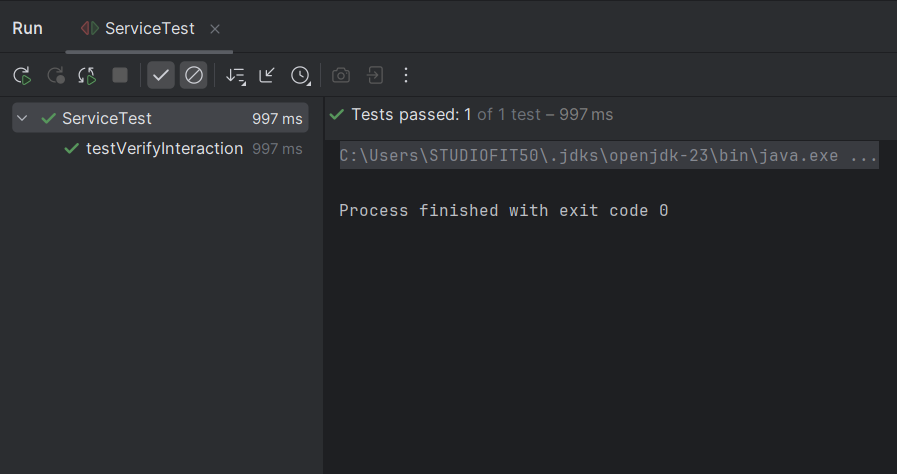 Run ServiceTest
ServiceTest 997 ms
testVerifyInteraction 997 ms
Tests passed: 1 of 1 test – 997 ms
C:\Users\STUDIOFIT50\.jdks\openjdk-23\bin\java.exe ...
Process finished with exit code 0